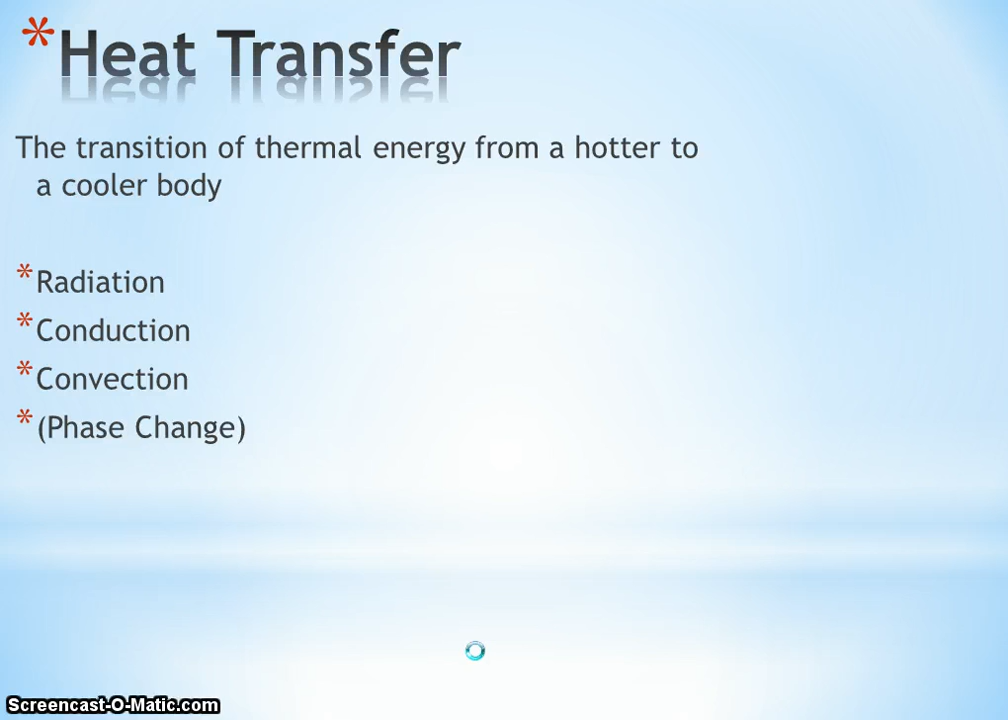 *Heat Transfer
The transition of thermal energy from a hotter to
a cooler body
*Radiation
*Conduction
*Convection
*(Phase Change)
Screencast-O-Matic.com